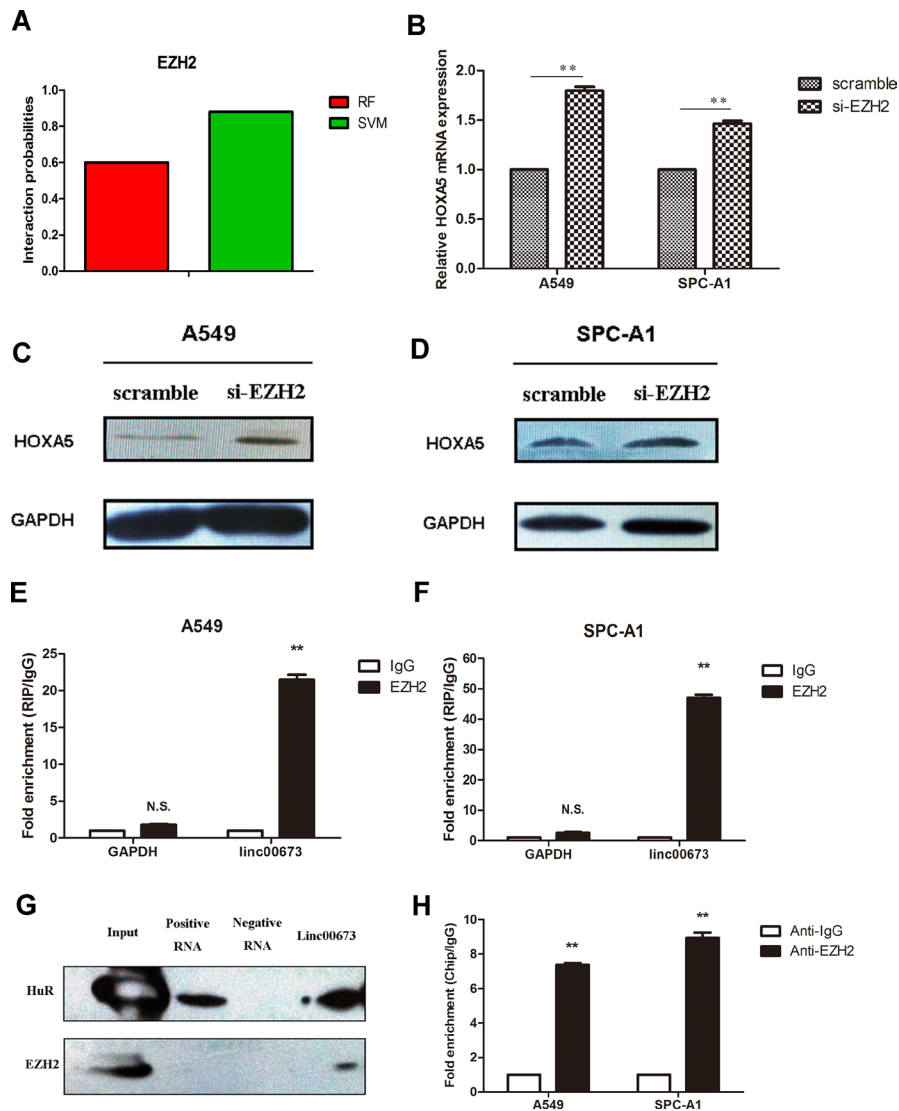 A
EZH2
Interaction probabilities
1.0
0.8
0.6
0.4
0.2
0.0
RF
SVM
B
Relative HOXA5 mRNA expression
2.0
1.5
1.0
0.5
0.0
**
**
A549
SPC-A1
scramble
si-EZH2
C
A549
scramble si-EZH2
HOXA5
GAPDH
D
SPC-A1
scramble si-EZH2
HOXA5
GAPDH
E
A549
Fold enrichment (RIP/IgG)
25
20
15
10
5
0
N.S.
**
GAPDH
linc00673
IgG
EZH2
F
SPC-A1
Fold enrichment (RIP/IgG)
60
50
40
30
20
10
0
N.S.
**
GAPDH
linc00673
IgG
EZH2
G
Input
Positive RNA
Negative RNA
Linc00673
HuR
EZH2
H
Fold enrichment (Chip/IgG)
10
8
6
4
2
0
**
**
A549
SPC-A1
Anti-IgG
Anti-EZH2